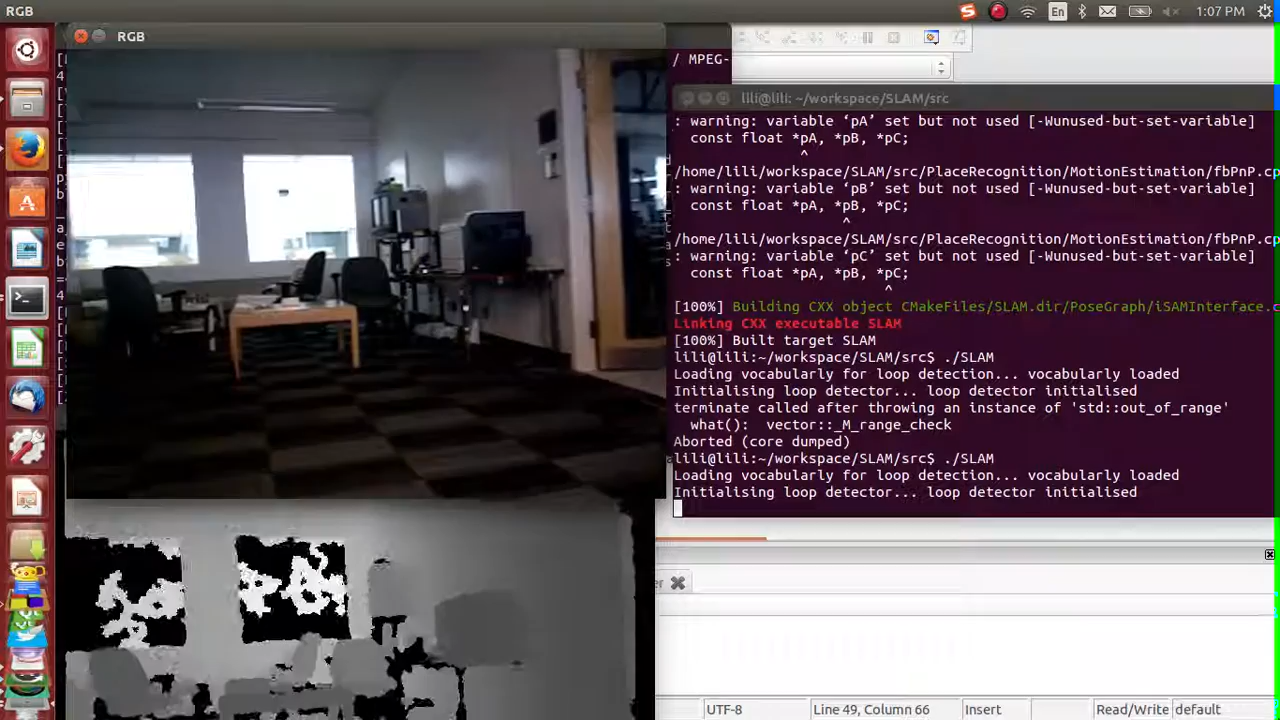 RGB
En
1:07 PM
RGB
/ MPEG-
lili@lili: ~/workspace/SLAM/src
: warning: variable ‘pA’ set but not used [-Wunused-but-set-variable]
const float *pA, *pB, *pC;
^
/home/lili/workspace/SLAM/src/PlaceRecognition/MotionEstimation/fbPnP.cp
: warning: variable ‘pB’ set but not used [-Wunused-but-set-variable]
const float *pA, *pB, *pC;
^
/home/lili/workspace/SLAM/src/PlaceRecognition/MotionEstimation/fbPnP.cp
: warning: variable ‘pC’ set but not used [-Wunused-but-set-variable]
const float *pA, *pB, *pC;
^
[100%] Building CXX object CMakeFiles/SLAM.dir/PoseGraph/iSAMInterface.c
Linking CXX executable SLAM
[100%] Built target SLAM
lili@lili:~/workspace/SLAM/src$ ./SLAM
Loading vocabularly for loop detection... vocabularly loaded
Initialising loop detector... loop detector initialised
terminate called after throwing an instance of 'std::out_of_range'
what(): vector::_M_range_check
Aborted (core dumped)
lili@lili:~/workspace/SLAM/src$ ./SLAM
Loading vocabularly for loop detection... vocabularly loaded
Initialising loop detector... loop detector initialised
er
UTF-8 Line 49, Column 66 Insert Read/Write default